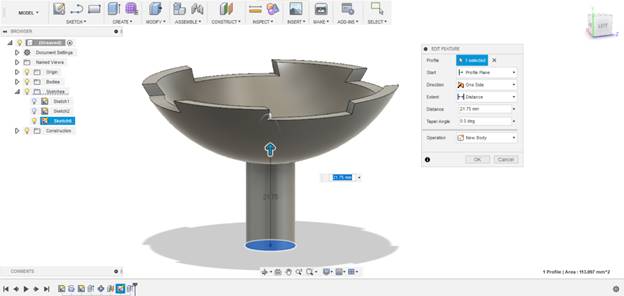 MODEL
SKETCH
CREATE
MODIFY
ASSEMBLE
CONSTRUCT
INSPECT
INSERT
MAKE
ADD-INS
SELECT
BROWSER
(Unsaved)
Document Settings
Named Views
Origin
Bodies
Sketches
Sketch1
Sketch2
Sketch6
Construction
LEFT
Z
EDIT FEATURE
Profile
1 selected
Start
Profile Plane
Direction
One Side
Extent
Distance
Distance
21.75 mm
Taper Angle
0.0 deg
Operation
New Body
OK
Cancel
21.75
21.75 mm
COMMENTS
1 Profile | Area : 113.097 mm^2